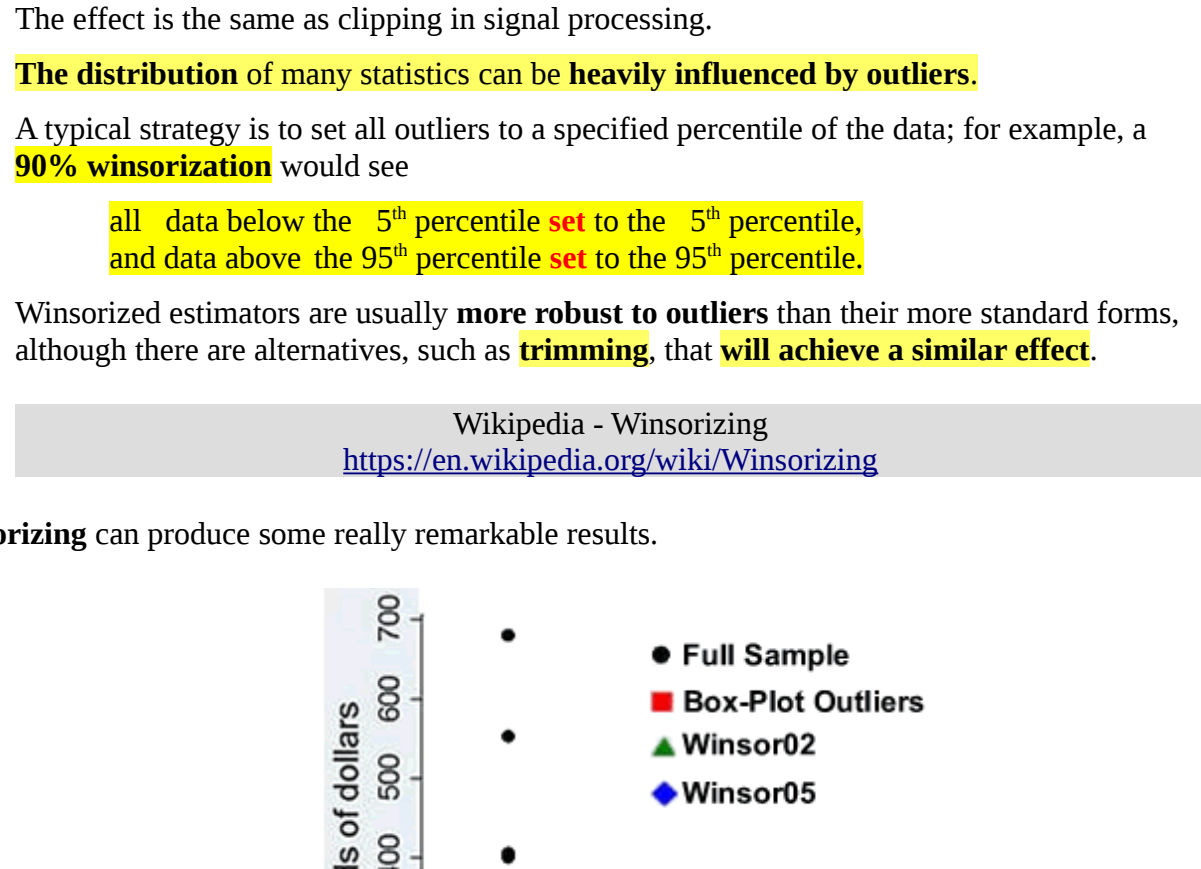 The effect is the same as clipping in signal processing.
The distribution of many statistics can be heavily influenced by outliers.
A typical strategy is to set all outliers to a specified percentile of the data; for example, a
90% winsorization would see
all data below the 5th percentile set to the 5th percentile,
and data above the 95th percentile set to the 95th percentile.
Winsorized estimators are usually more robust to outliers than their more standard forms,
although there are alternatives, such as trimming, that will achieve a similar effect.
Wikipedia - Winsorizing
https://en.wikipedia.org/wiki/Winsorizing
orizing can produce some really remarkable results.
700
600
500
00
ds of dollars
Full Sample
Box-Plot Outliers
Winsor02
Winsor05